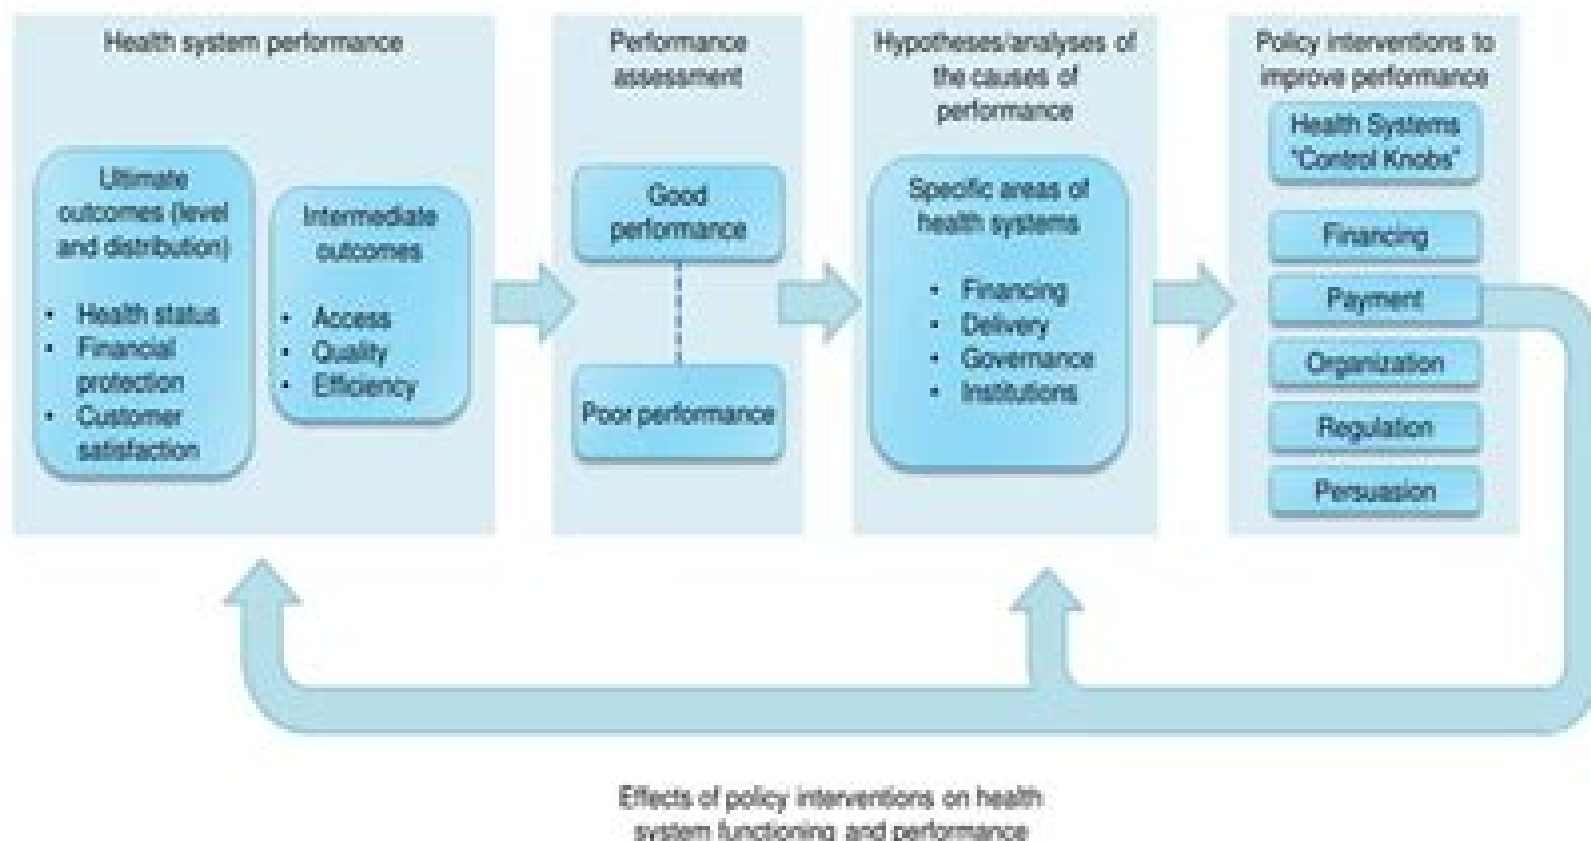 Health system performance
Ultimate
outcomes (level
and distribution)
• Health status
• Financial
protection
• Customer
satisfaction
Intermediate
outcomes
• Access
• Quality
• Efficiency
Performance
assessment
Good
performance
Poor performance
Hypotheses/analyses of
the causes of
performance
Specific areas of
health systems
• Financing
• Delivery
• Governance
• Institutions
Policy interventions to
improve performance
Health Systems
"Control Knobs"
Financing
Payment
Organization
Regulation
Persuasion
Effects of policy interventions on health
system functioning and performance